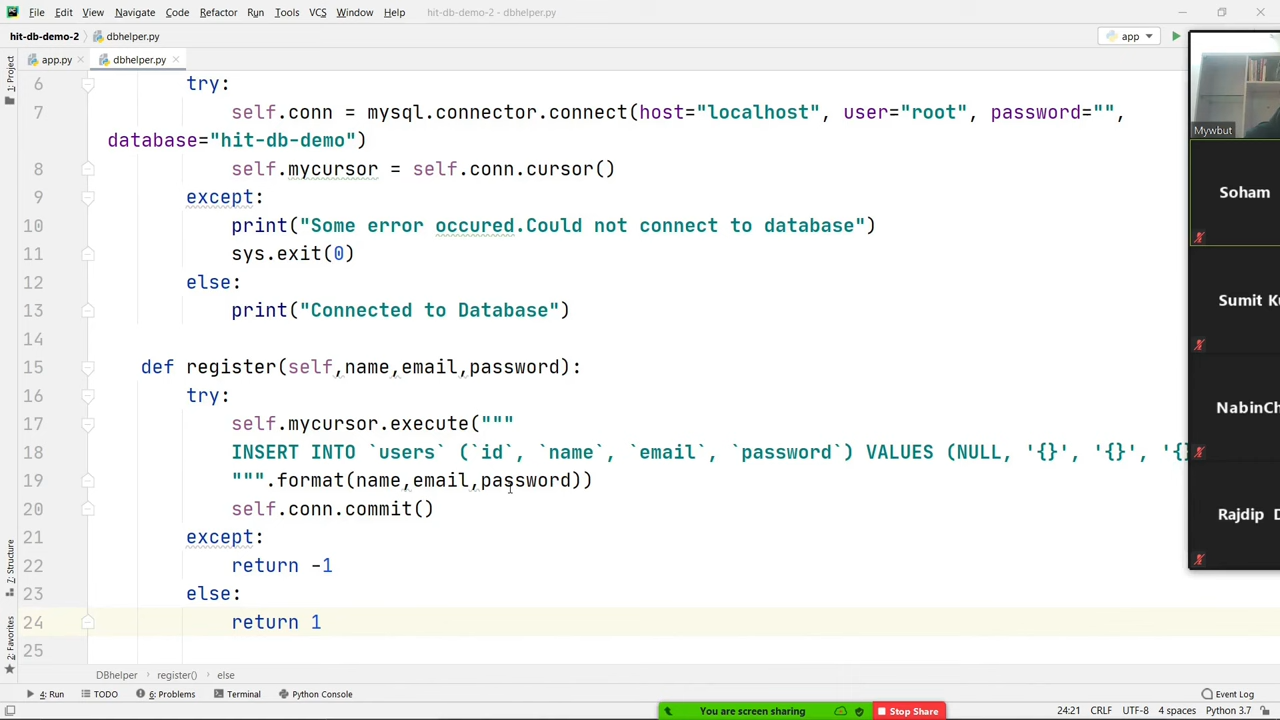 File Edit View Navigate Code Refactor Run Tools VCS Window Help hit-db-demo-2 - dbhelper.py
hit-db-demo-2 dbhelper.py app
app.py dbhelper.py
1: Project
6 try:
7 self.conn = mysql.connector.connect(host="localhost", user="root", password="",
database="hit-db-demo")
8 self.mycursor = self.conn.cursor()
9 except:
10 print("Some error occured.Could not connect to database")
11 sys.exit(0)
12 else:
13 print("Connected to Database")
14
15 def register(self,name,email,password):
16 try:
17 self.mycursor.execute("""
18 INSERT INTO `users` (`id`, `name`, `email`, `password`) VALUES (NULL, '{}', '{}', '{}
19 """.format(name,email,password))
20 self.conn.commit()
21 except:
22 return -1
23 else:
24 return 1
25
Mywbut
Soham
Sumit K
NabinCh
Rajdip D
7: Structure
2: Favorites
DBhelper register() else
4: Run TODO 6: Problems Terminal Python Console Event Log
You are screen sharing Stop Share
24:21 CRLF UTF-8 4 spaces Python 3.7